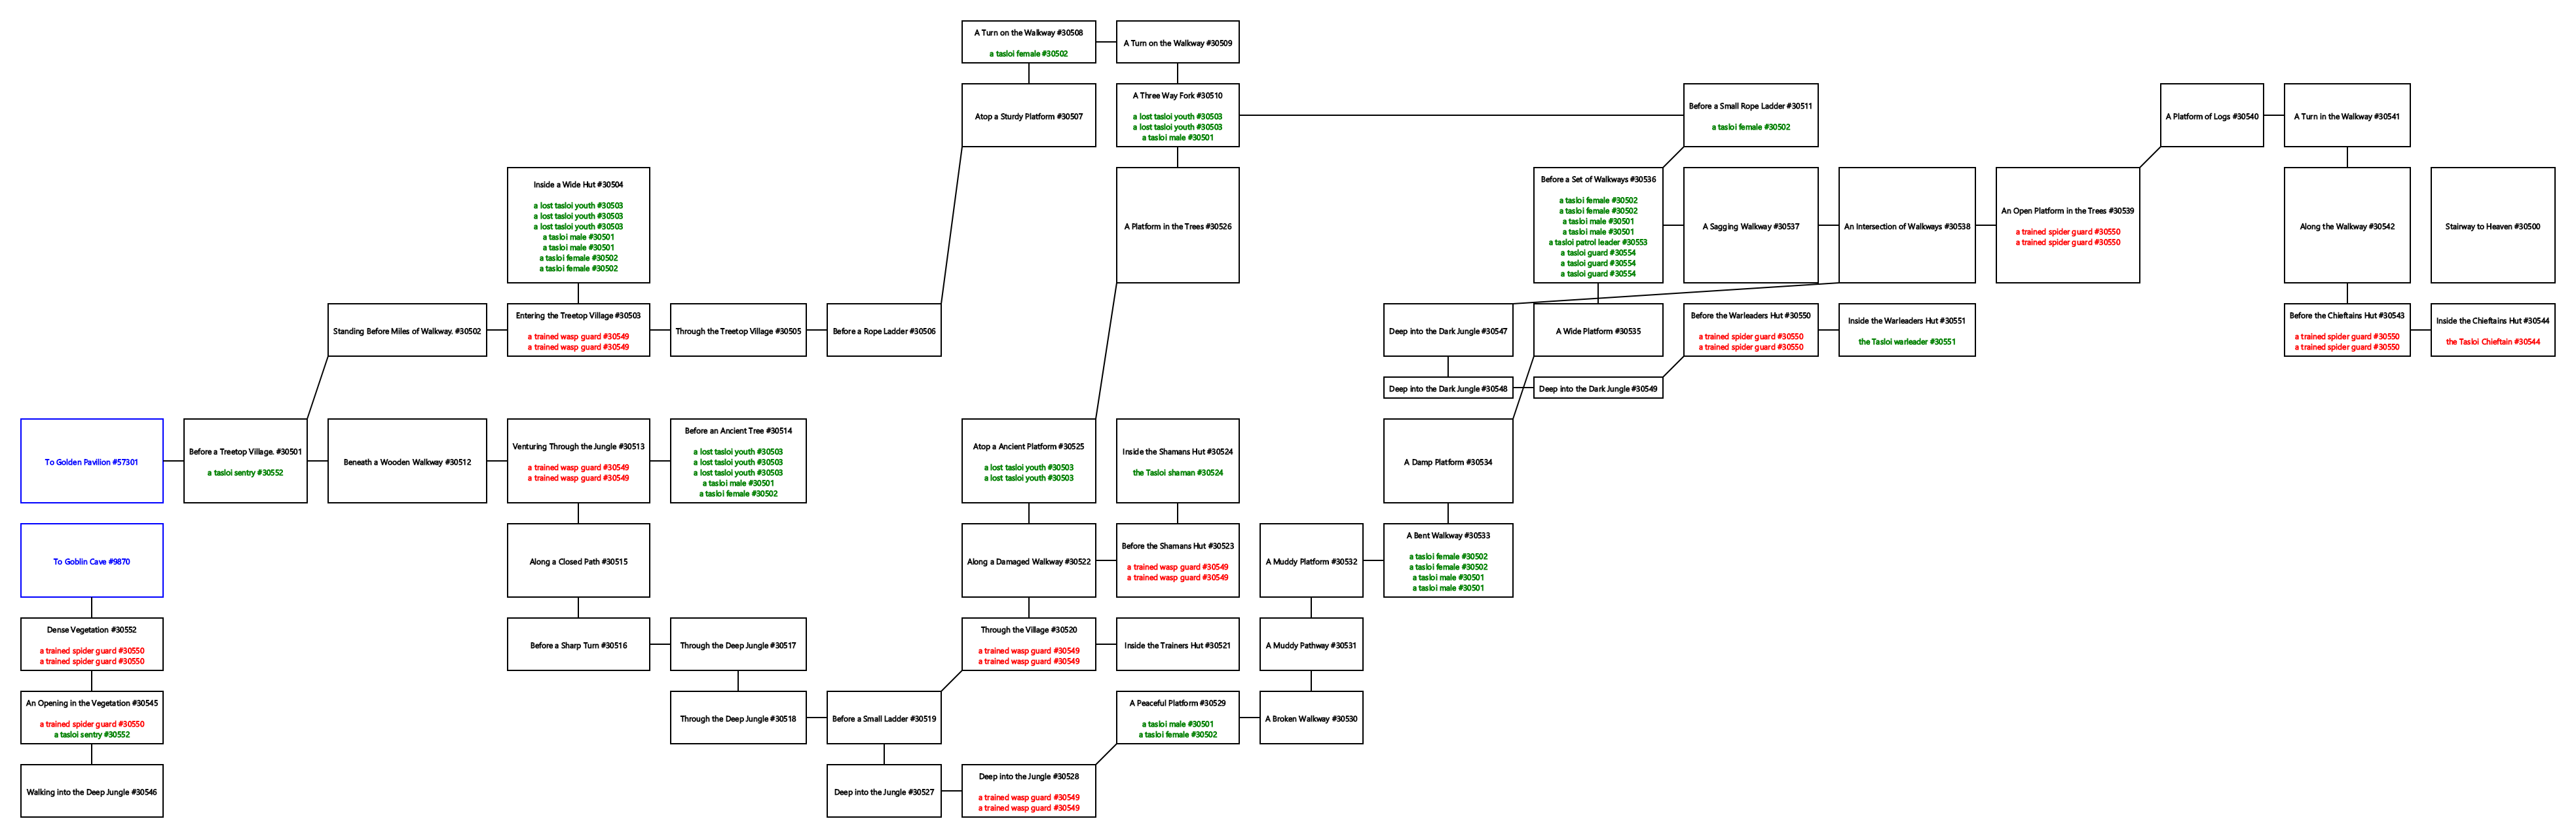 A Turn on the Walkway #30508
a tasloi female #30502
A Turn on the Walkway #30509
Atop a Sturdy Platform #30507
A Three Way Fork #30510
a lost tasloi youth #30503
a lost tasloi youth #30503
a tasloi male #30501
Before a Small Rope Ladder #30511
a tasloi female #30502
A Platform of Logs #30540
A Turn in the Walkway #30541
Inside a Wide Hut #30504
a lost tasloi youth #30503
a lost tasloi youth #30503
a lost tasloi youth #30503
a tasloi male #30501
a tasloi male #30501
a tasloi female #30502
a tasloi female #30502
A Platform in the Trees #30526
Before a Set of Walkways #30536
a tasloi female #30502
a tasloi female #30502
a tasloi male #30501
a tasloi male #30501
a tasloi patrol leader #30553
a tasloi guard #30554
a tasloi guard #30554
a tasloi guard #30554
A Sagging Walkway #30537
An Intersection of Walkways #30538
An Open Platform in the Trees #30539
a trained spider guard #30550
a trained spider guard #30550
Along the Walkway #30542
Stairway to Heaven #30500
Standing Before Miles of Walkway. #30502
Entering the Treetop Village #30503
a trained wasp guard #30549
a trained wasp guard #30549
Through the Treetop Village #30505
Before a Rope Ladder #30506
Deep into the Dark Jungle #30547
A Wide Platform #30535
Before the Warleaders Hut #30550
a trained spider guard #30550
a trained spider guard #30550
Inside the Warleaders Hut #30551
the Tasloi warleader #30551
Before the Chieftains Hut #30543
a trained spider guard #30550
a trained spider guard #30550
Inside the Chieftains Hut #30544
the Tasloi Chieftain #30544
Deep into the Dark Jungle #30548
Deep into the Dark Jungle #30549
To Golden Pavilion #57301
Before a Treetop Village. #30501
a tasloi sentry #30552
Beneath a Wooden Walkway #30512
Venturing Through the Jungle #30513
a trained wasp guard #30549
a trained wasp guard #30549
Before an Ancient Tree #30514
a lost tasloi youth #30503
a lost tasloi youth #30503
a lost tasloi youth #30503
a tasloi male #30501
a tasloi female #30502
Atop a Ancient Platform #30525
a lost tasloi youth #30503
a lost tasloi youth #30503
Inside the Shamans Hut #30524
the Tasloi shaman #30524
A Damp Platform #30534
To Goblin Cave #9870
Along a Closed Path #30515
Along a Damaged Walkway #30522
Before the Shamans Hut #30523
a trained wasp guard #30549
a trained wasp guard #30549
A Muddy Platform #30532
A Bent Walkway #30533
a tasloi female #30502
a tasloi female #30502
a tasloi male #30501
a tasloi male #30501
Dense Vegetation #30552
a trained spider guard #30550
a trained spider guard #30550
Before a Sharp Turn #30516
Through the Deep Jungle #30517
Through the Village #30520
a trained wasp guard #30549
a trained wasp guard #30549
Inside the Trainers Hut #30521
A Muddy Pathway #30531
An Opening in the Vegetation #30545
a trained spider guard #30550
a tasloi sentry #30552
Through the Deep Jungle #30518
Before a Small Ladder #30519
A Peaceful Platform #30529
a tasloi male #30501
a tasloi female #30502
A Broken Walkway #30530
Walking into the Deep Jungle #30546
Deep into the Jungle #30527
Deep into the Jungle #30528
a trained wasp guard #30549
a trained wasp guard #30549